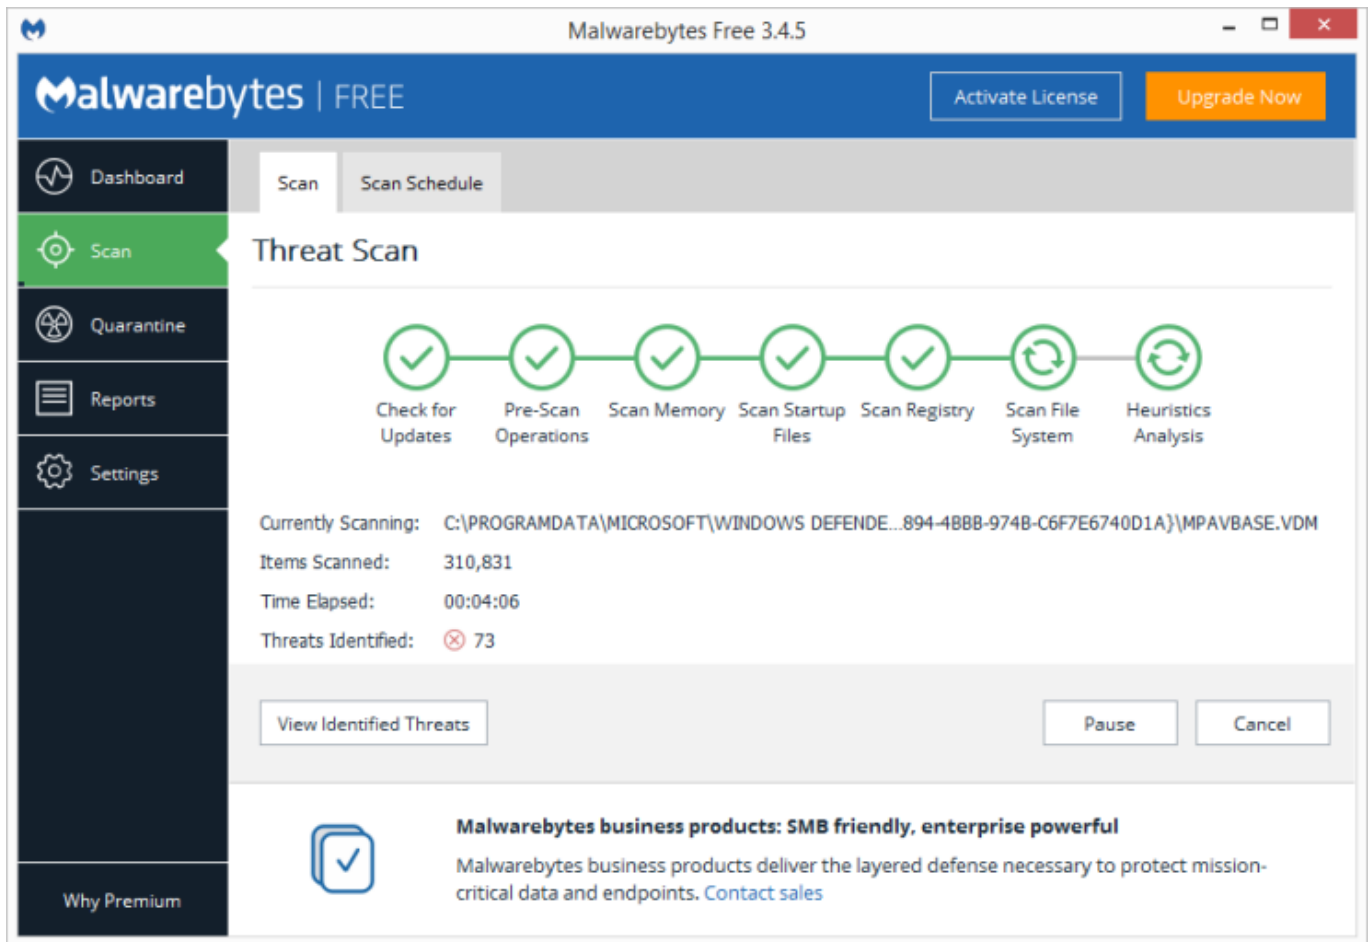 Malwarebytes Free 3.4.5
Malwarebytes | FREE
Activate License
Upgrade Now
Dashboard
Scan
Quarantine
Reports
Settings
Why Premium
Scan
Scan Schedule
Threat Scan
Check for
Updates
Pre-Scan
Operations
Scan Memory
Scan Startup
Files
Scan Registry
Scan File
System
Heuristics
Analysis
Currently Scanning: C:\PROGRAMDATA\MICROSOFT\WINDOWS DEFENDE...894-4BBB-974B-C6F7E6740D1A}\MPAVBASE.VDM
Items Scanned: 310,831
Time Elapsed: 00:04:06
Threats Identified: 73
View Identified Threats
Pause
Cancel
Malwarebytes business products: SMB friendly, enterprise powerful
Malwarebytes business products deliver the layered defense necessary to protect mission-
critical data and endpoints. Contact sales